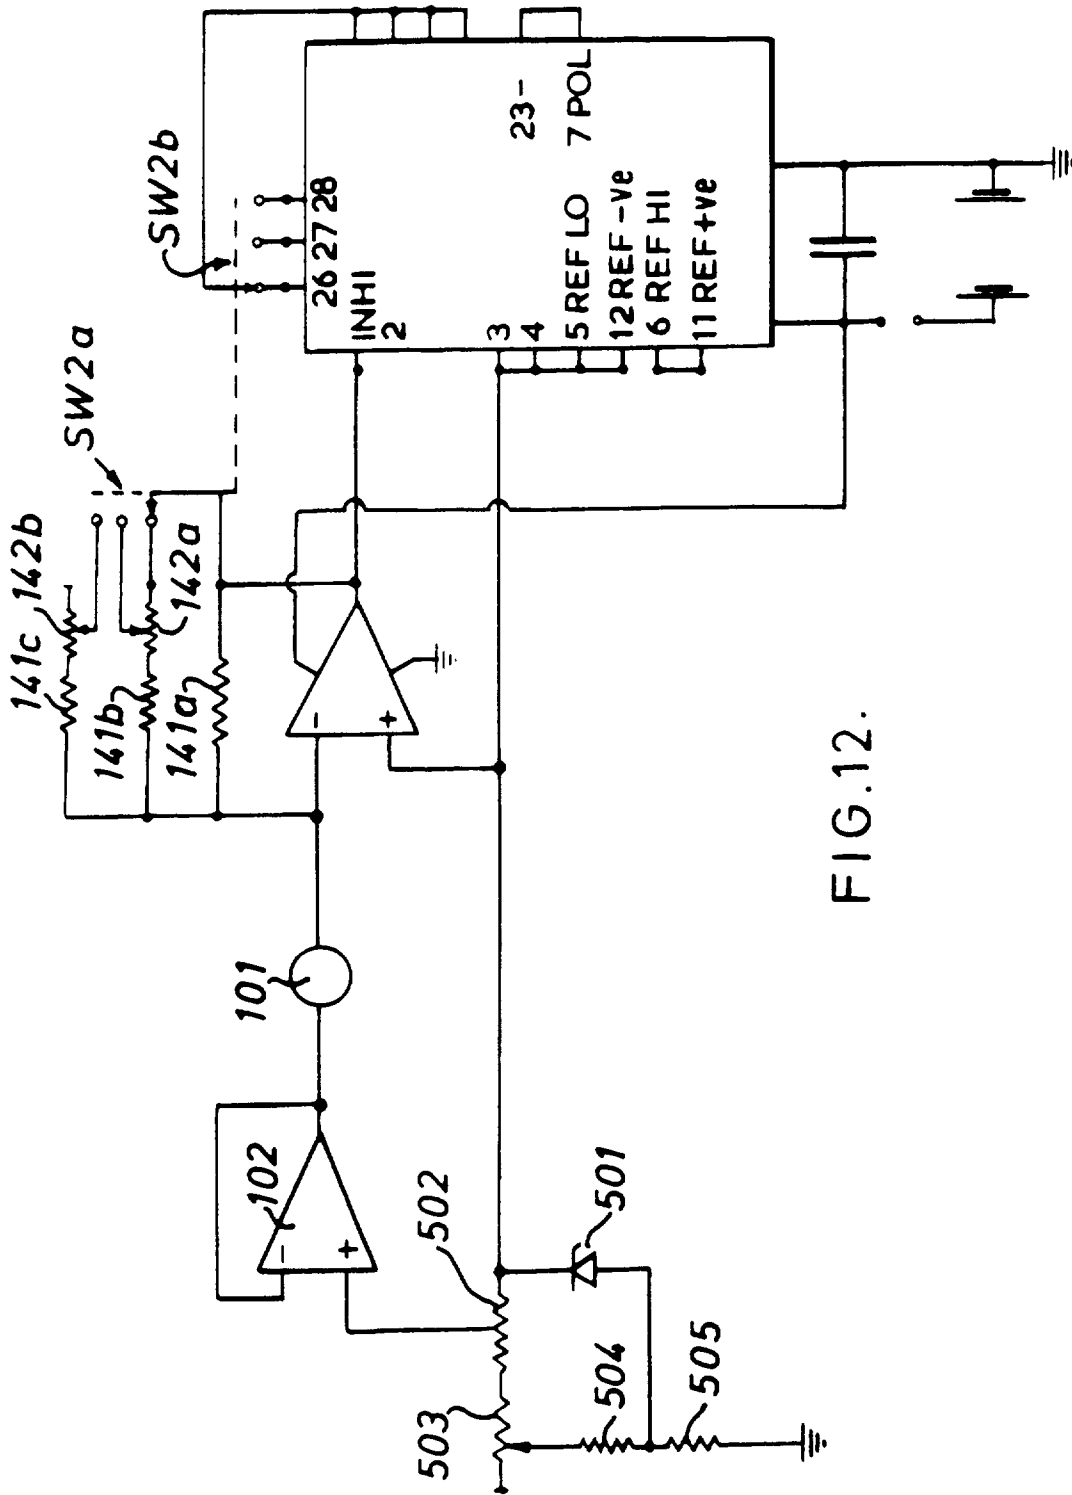 SW2b
SW2a
141c
142b
141b
142a
141a
26 27 28
INHI
2
23 –
7 POL
3
4
5 REF LO
12 REF -Ve
6 REF HI
11 REF +ve
–
+
101
102
–
+
502
501
503
504
505
FIG.12.